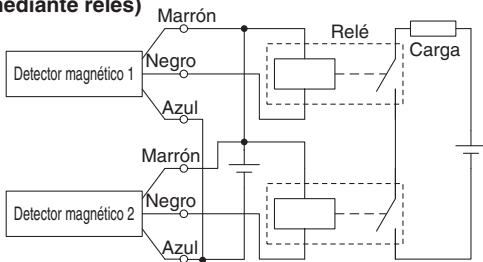 mediante relés)
Marrón
Relé
Carga
Negro
Detector magnético 1
Azul
Marrón
Negro
Detector magnético 2
Azul